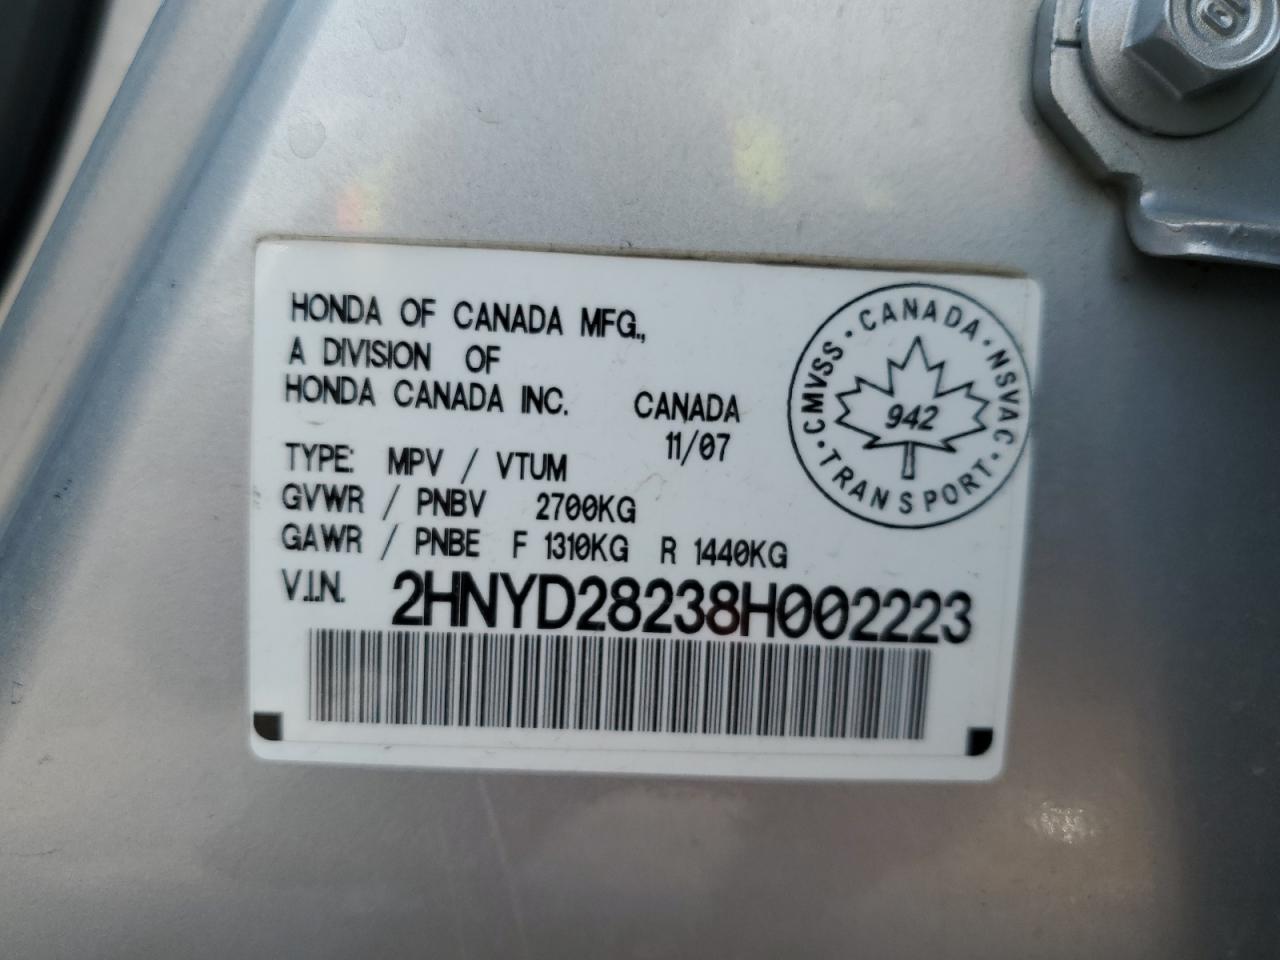 HONDA OF CANADA MFG.,
A DIVISION OF
HONDA CANADA INC. CANADA
11/07
TYPE: MPV / VTUM
GVWR / PNBV 2700KG
GAWR / PNBE F 1310KG R 1440KG
V.I.N. 2HNYD28238H002223
CANADA · NSVAC · TRANSPORT · CMVSS ·
942
10